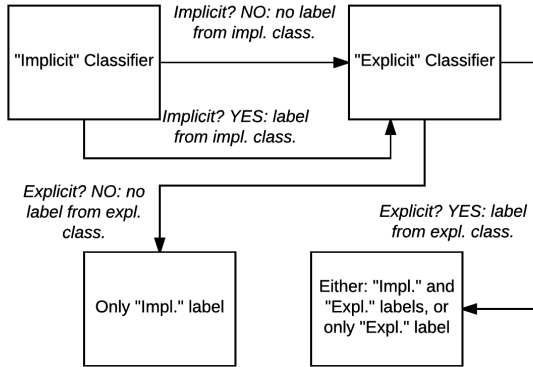 Implicit? NO: no label
from impl. class.
"Implicit" Classifier
"Explicit" Classifier
Implicit? YES: label
from impl. class.
Explicit? NO: no
label from expl.
class.
Explicit? YES: label
from expl. class.
Only "Impl." label
Either: "Impl." and
"Expl." labels, or
only "Expl." label